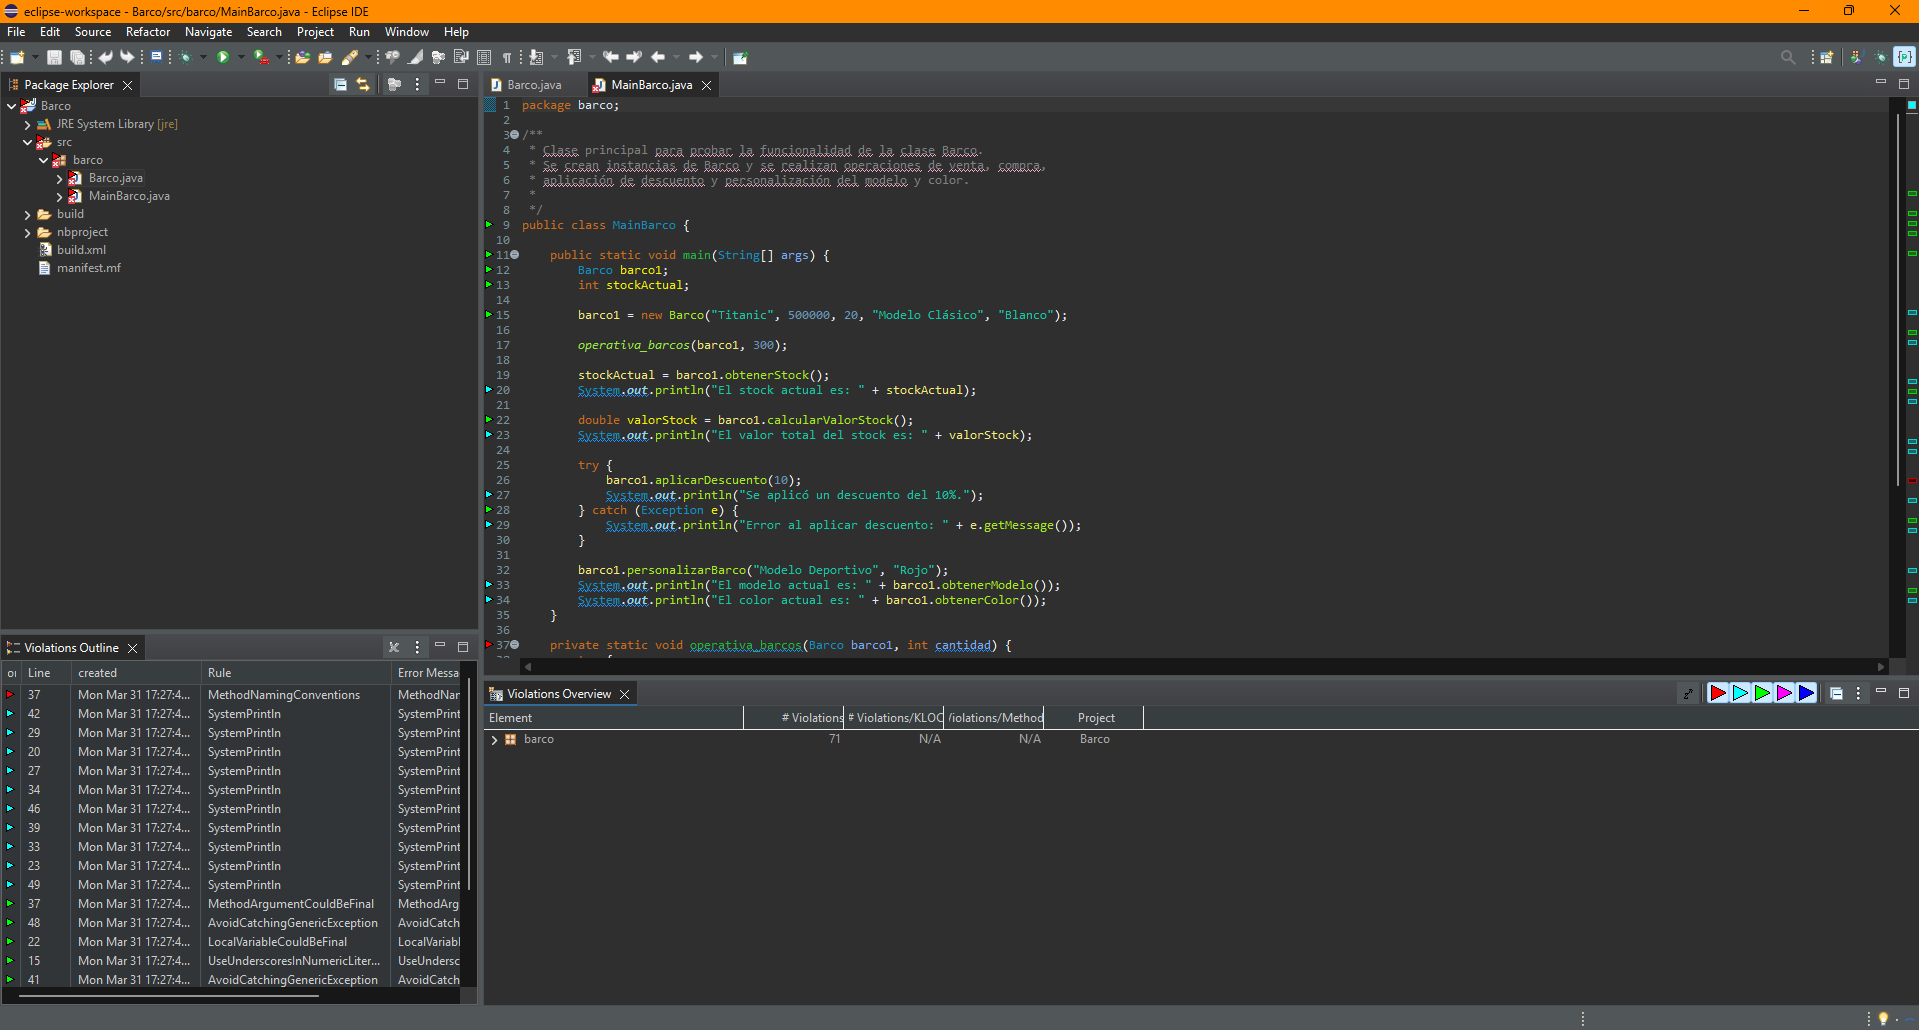 eclipse-workspace - Barco/src/barco/MainBarco.java - Eclipse IDE
File Edit Source Refactor Navigate Search Project Run Window Help
Package Explorer
Barco
JRE System Library [jre]
src
barco
Barco.java
MainBarco.java
build
nbproject
build.xml
manifest.mf
Barco.java MainBarco.java
1 package barco;
2
3 /**
4 * Clase principal para probar la funcionalidad de la clase Barco.
5 * Se crean instancias de Barco y se realizan operaciones de venta, compra,
6 * aplicación de descuento y personalización del modelo y color.
7 *
8 */
9 public class MainBarco {
10
11 public static void main(String[] args) {
12 Barco barco1;
13 int stockActual;
14
15 barco1 = new Barco("Titanic", 500000, 20, "Modelo Clásico", "Blanco");
16
17 operativa_barcos(barco1, 300);
18
19 stockActual = barco1.obtenerStock();
20 System.out.println("El stock actual es: " + stockActual);
21
22 double valorStock = barco1.calcularValorStock();
23 System.out.println("El valor total del stock es: " + valorStock);
24
25 try {
26 barco1.aplicarDescuento(10);
27 System.out.println("Se aplicó un descuento del 10%.");
28 } catch (Exception e) {
29 System.out.println("Error al aplicar descuento: " + e.getMessage());
30 }
31
32 barco1.personalizarBarco("Modelo Deportivo", "Rojo");
33 System.out.println("El modelo actual es: " + barco1.obtenerModelo());
34 System.out.println("El color actual es: " + barco1.obtenerColor());
35 }
36
37 private static void operativa_barcos(Barco barco1, int cantidad) {
Violations Outline
Line created Rule Error Messa
37 Mon Mar 31 17:27:4... MethodNamingConventions MethodNar
42 Mon Mar 31 17:27:4... SystemPrintln SystemPrint
29 Mon Mar 31 17:27:4... SystemPrintln SystemPrint
20 Mon Mar 31 17:27:4... SystemPrintln SystemPrint
27 Mon Mar 31 17:27:4... SystemPrintln SystemPrint
34 Mon Mar 31 17:27:4... SystemPrintln SystemPrint
46 Mon Mar 31 17:27:4... SystemPrintln SystemPrint
39 Mon Mar 31 17:27:4... SystemPrintln SystemPrint
33 Mon Mar 31 17:27:4... SystemPrintln SystemPrint
23 Mon Mar 31 17:27:4... SystemPrintln SystemPrint
49 Mon Mar 31 17:27:4... SystemPrintln SystemPrint
37 Mon Mar 31 17:27:4... MethodArgumentCouldBeFinal MethodArg
48 Mon Mar 31 17:27:4... AvoidCatchingGenericException AvoidCatch
22 Mon Mar 31 17:27:4... LocalVariableCouldBeFinal LocalVariabl
15 Mon Mar 31 17:27:4... UseUnderscoresInNumericLiter... UseUndersc
41 Mon Mar 31 17:27:4... AvoidCatchingGenericException AvoidCatch
Violations Overview
Element # Violations # Violations/KLOC /iolations/Method Project
barco 71 N/A N/A Barco